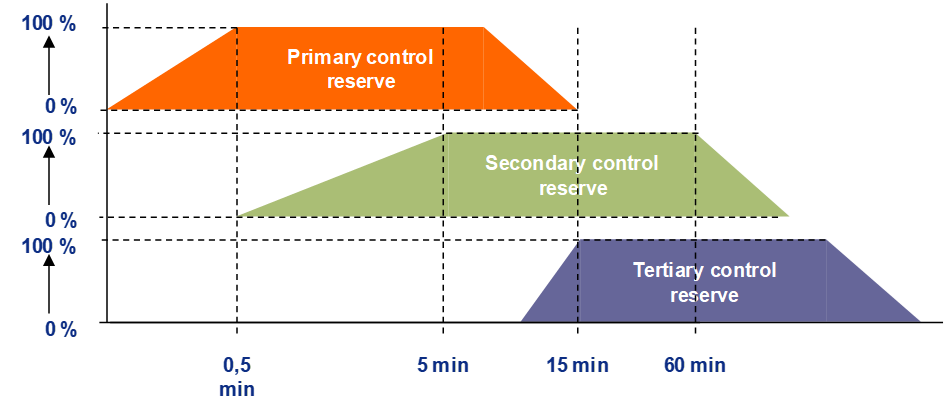 100 %
Primary control
reserve
0 %
100 %
Secondary control
reserve
0 %
100 %
Tertiary control
reserve
0 %
0,5
min
5 min
15 min
60 min